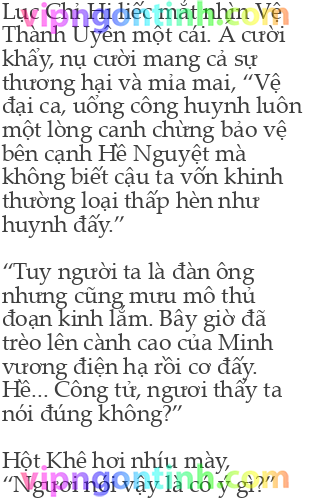 Lục Chỉ Hi liếc mắt nhìn Vệ
Thành Uyên một cái. Ả cười
khẩy, nụ cười mang cả sự
thương hại và mỉa mai, “Vệ
đại ca, uổng công huynh luôn
một lòng canh chừng bảo vệ
bên cạnh Hề Nguyệt mà
không biết cậu ta vốn khinh
thường loại thấp hèn như
huynh đấy.”
“Tuy người ta là đàn ông
nhưng cũng mưu mô thủ
đoạn kinh lắm. Bây giờ đã
trèo lên cành cao của Minh
vương điện hạ rồi cơ đấy.
Hề... Công tử, ngươi thấy ta
nói đúng không?”
Hột Khê hơi nhíu mày,
“Ngươi nói vậy là có ý gì?”
vipngontinh.com
vipngontinh.com